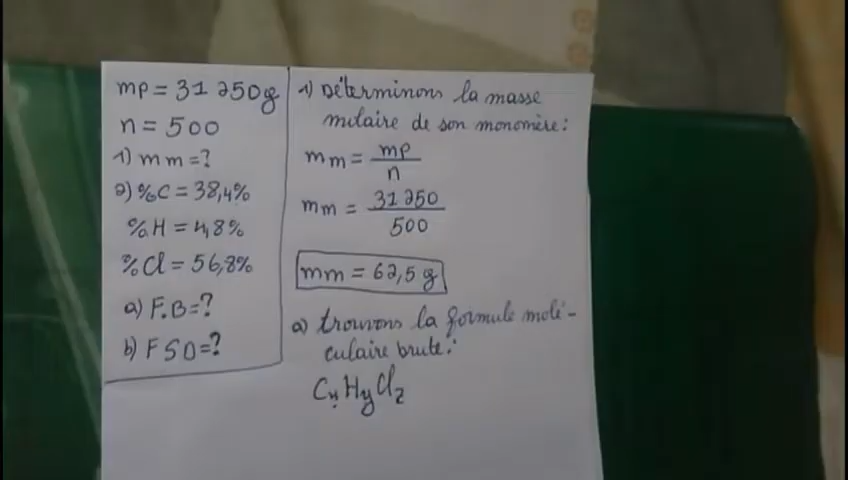 mp = 31 250g
n = 500
1) mm = ?
2) %C = 38,4%
%H = 4,8%
%Cl = 56,8%
a) F.B = ?
b) F S D = ?
1) Déterminons la masse
molaire de son monomère :
mm = mp / n
mm = 31 250 / 500
mm = 62,5 g
a) trouvons la formule molé-
culaire brute :
CxHyClz